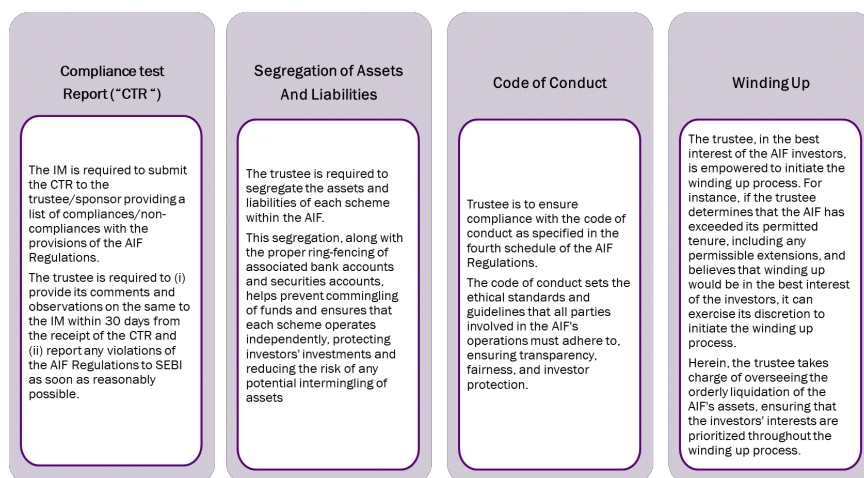 Compliance test
Report (“CTR “)
The IM is required to submit
the CTR to the
trustee/sponsor providing a
list of compliances/non-
compliances with the
provisions of the AIF
Regulations.
The trustee is required to (i)
provide its comments and
observations on the same to
the IM within 30 days from
the receipt of the CTR and
(ii) report any violations of
the AIF Regulations to SEBI
as soon as reasonably
possible.
Segregation of Assets
And Liabilities
The trustee is required to
segregate the assets and
liabilities of each scheme
within the AIF.
This segregation, along with
the proper ring-fencing of
associated bank accounts
and securities accounts,
helps prevent commingling
of funds and ensures that
each scheme operates
independently, protecting
investors' investments and
reducing the risk of any
potential intermingling of
assets
Code of Conduct
Trustee is to ensure
compliance with the code of
conduct as specified in the
fourth schedule of the AIF
Regulations.
The code of conduct sets the
ethical standards and
guidelines that all parties
involved in the AIF's
operations must adhere to,
ensuring transparency,
fairness, and investor
protection.
Winding Up
The trustee, in the best
interest of the AIF investors,
is empowered to initiate the
winding up process. For
instance, if the trustee
determines that the AIF has
exceeded its permitted
tenure, including any
permissible extensions, and
believes that winding up
would be in the best interest
of the investors, it can
exercise its discretion to
initiate the winding up
process.
Herein, the trustee takes
charge of overseeing the
orderly liquidation of the
AIF's assets, ensuring that
the investors' interests are
prioritized throughout the
winding up process.